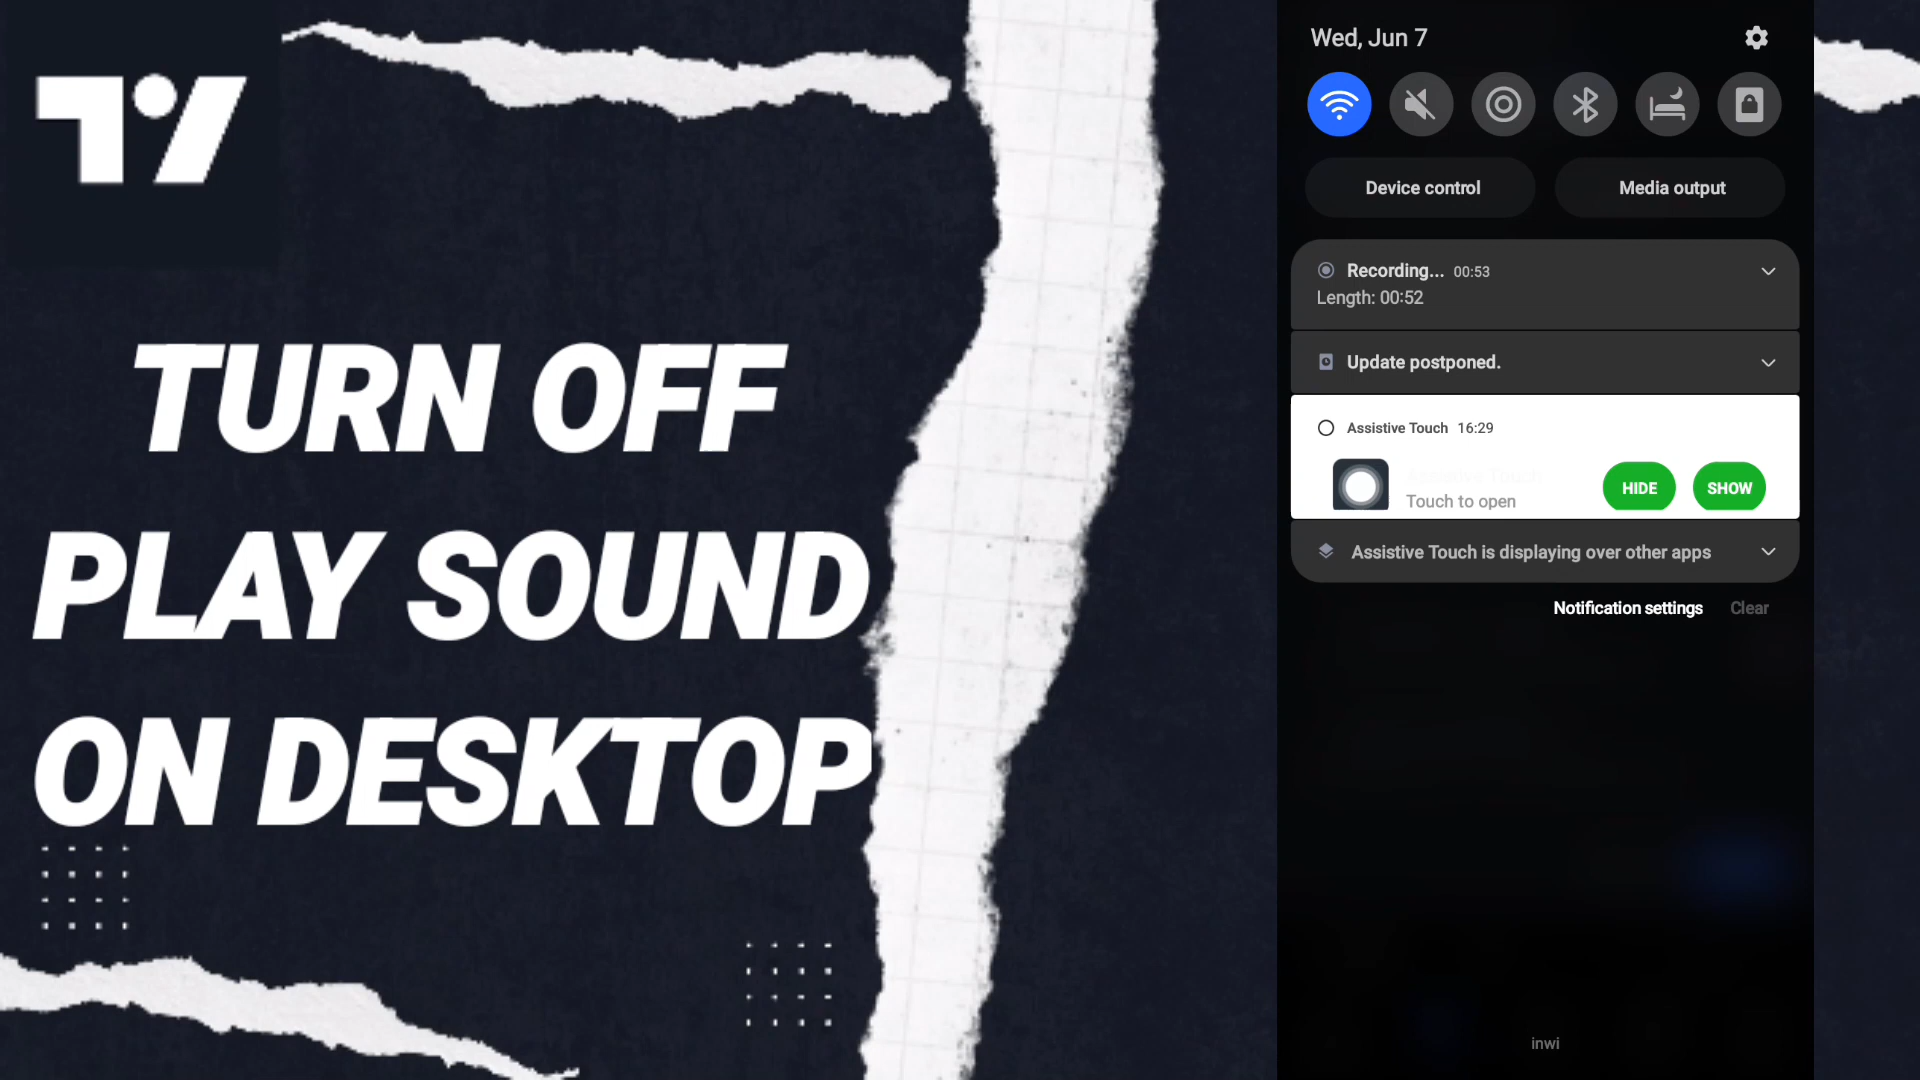 TURN OFF
PLAY SOUND
ON DESKTOP
Wed, Jun 7
Device control
Media output
Recording... 00:53
Length: 00:52
Update postponed.
Assistive Touch 16:29
Assistive Touch
Touch to open
HIDE
SHOW
Assistive Touch is displaying over other apps
Notification settings
Clear
inwi